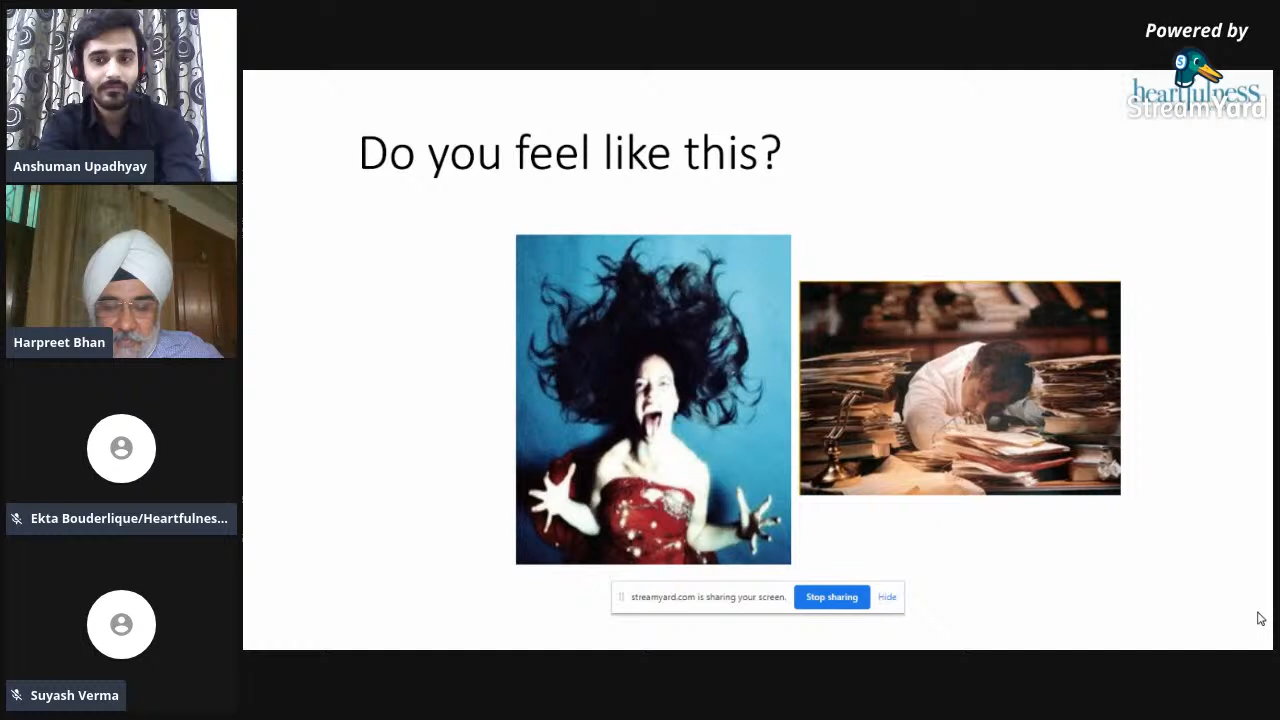 Powered by
heartfulness
StreamYard
Anshuman Upadhyay
Do you feel like this?
Harpreet Bhan
Ekta Bouderlique/Heartfulnes...
streamyard.com is sharing your screen.
Stop sharing
Hide
Suyash Verma